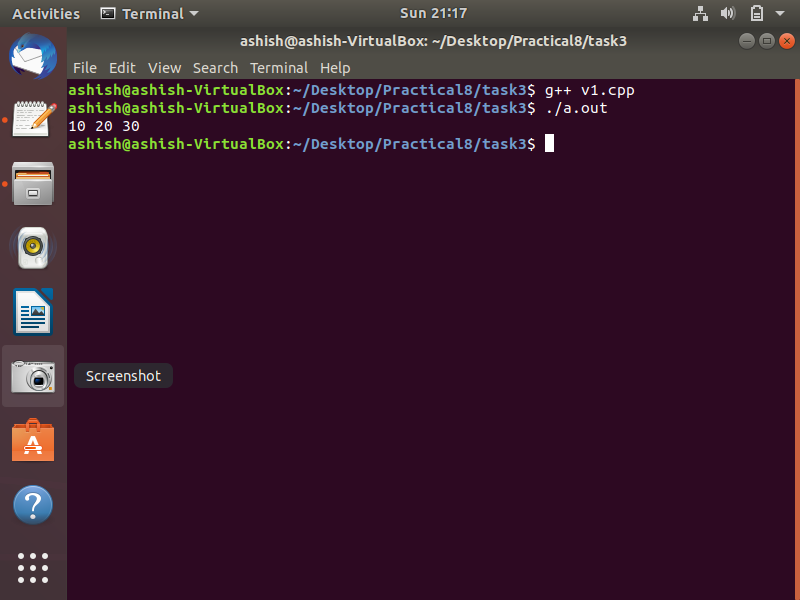 Activities Terminal Sun 21:17
ashish@ashish-VirtualBox: ~/Desktop/Practical8/task3
File Edit View Search Terminal Help
ashish@ashish-VirtualBox:~/Desktop/Practical8/task3$ g++ v1.cpp
ashish@ashish-VirtualBox:~/Desktop/Practical8/task3$ ./a.out
10 20 30
ashish@ashish-VirtualBox:~/Desktop/Practical8/task3$
Screenshot